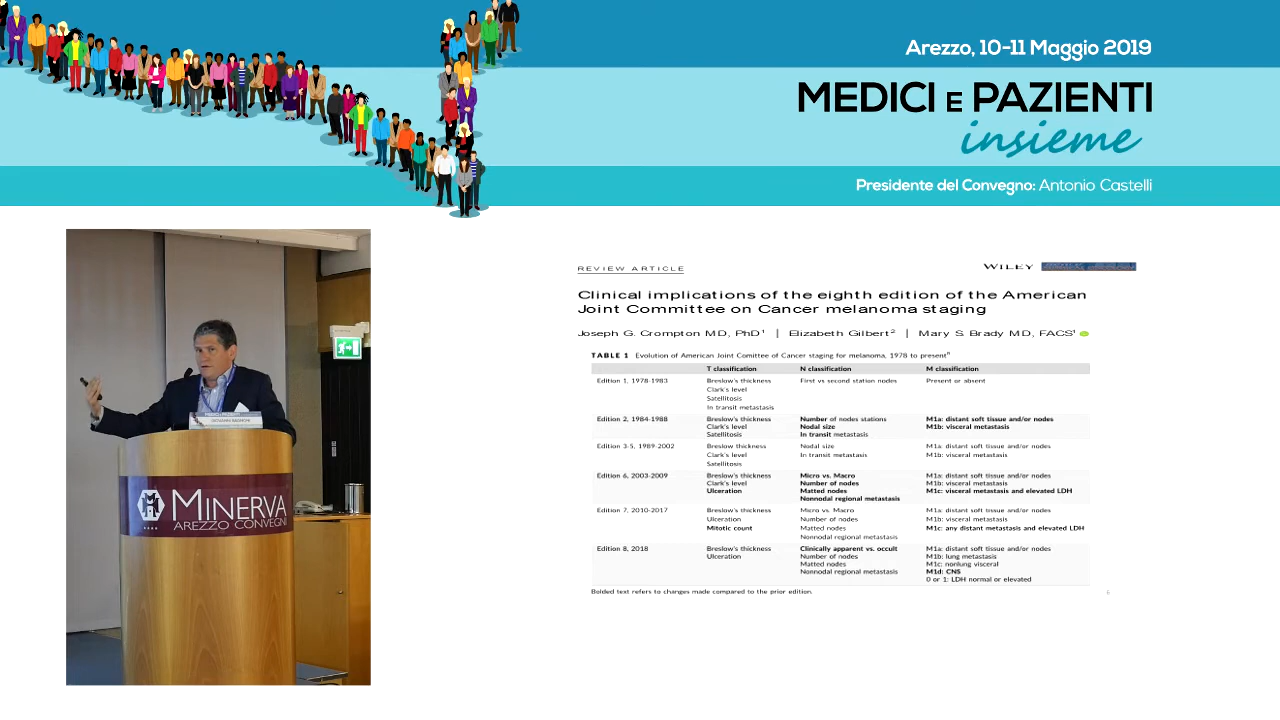 Arezzo, 10-11 Maggio 2019
MEDICI E PAZIENTI
insieme
Presidente del Convegno: Antonio Castelli
REVIEW ARTICLE
WILEY
Clinical implications of the eighth edition of the American
Joint Committee on Cancer melanoma staging
Joseph G. Crompton MD, PhD¹ | Elizabeth Gilbert² | Mary S. Brady MD, FACS¹
TABLE 1 Evolution of American Joint Comittee of Cancer staging for melanoma, 1978 to presentᵃ
T classification N classification M classification
Edition 1, 1978-1983 Breslow's thickness First vs second station nodes Present or absent
Clark's level
Satellitosis
In transit metastasis
Edition 2, 1984-1988 Breslow's thickness Number of nodes stations M1a: distant soft tissue and/or nodes
Clark's level Nodal size M1b: visceral metastasis
Satellitosis In transit metastasis
Edition 3-5, 1989-2002 Breslow thickness Nodal size M1a: distant soft tissue and/or nodes
Clark's level In transit metastasis M1b: visceral metastasis
Satellitosis
Edition 6, 2003-2009 Breslow's thickness Micro vs. Macro M1a: distant soft tissue and/or nodes
Clark's level Number of nodes M1b: visceral metastasis
Ulceration Matted nodes M1c: visceral metastasis and elevated LDH
Nonnodal regional metastasis
Edition 7, 2010-2017 Breslow's thickness Micro vs. Macro M1a: distant soft tissue and/or nodes
Ulceration Number of nodes M1b: visceral metastasis
Mitotic count Matted nodes M1c: any distant metastasis and elevated LDH
Nonnodal regional metastasis
Edition 8, 2018 Breslow's thickness Clinically apparent vs. occult M1a: distant soft tissue and/or nodes
Ulceration Number of nodes M1b: lung metastasis
Matted nodes M1c: nonlung visceral
Nonnodal regional metastasis M1d: CNS
0 or 1: LDH normal or elevated
Bolded text refers to changes made compared to the prior edition.
6
MINERVA
AREZZO CONVEGNI